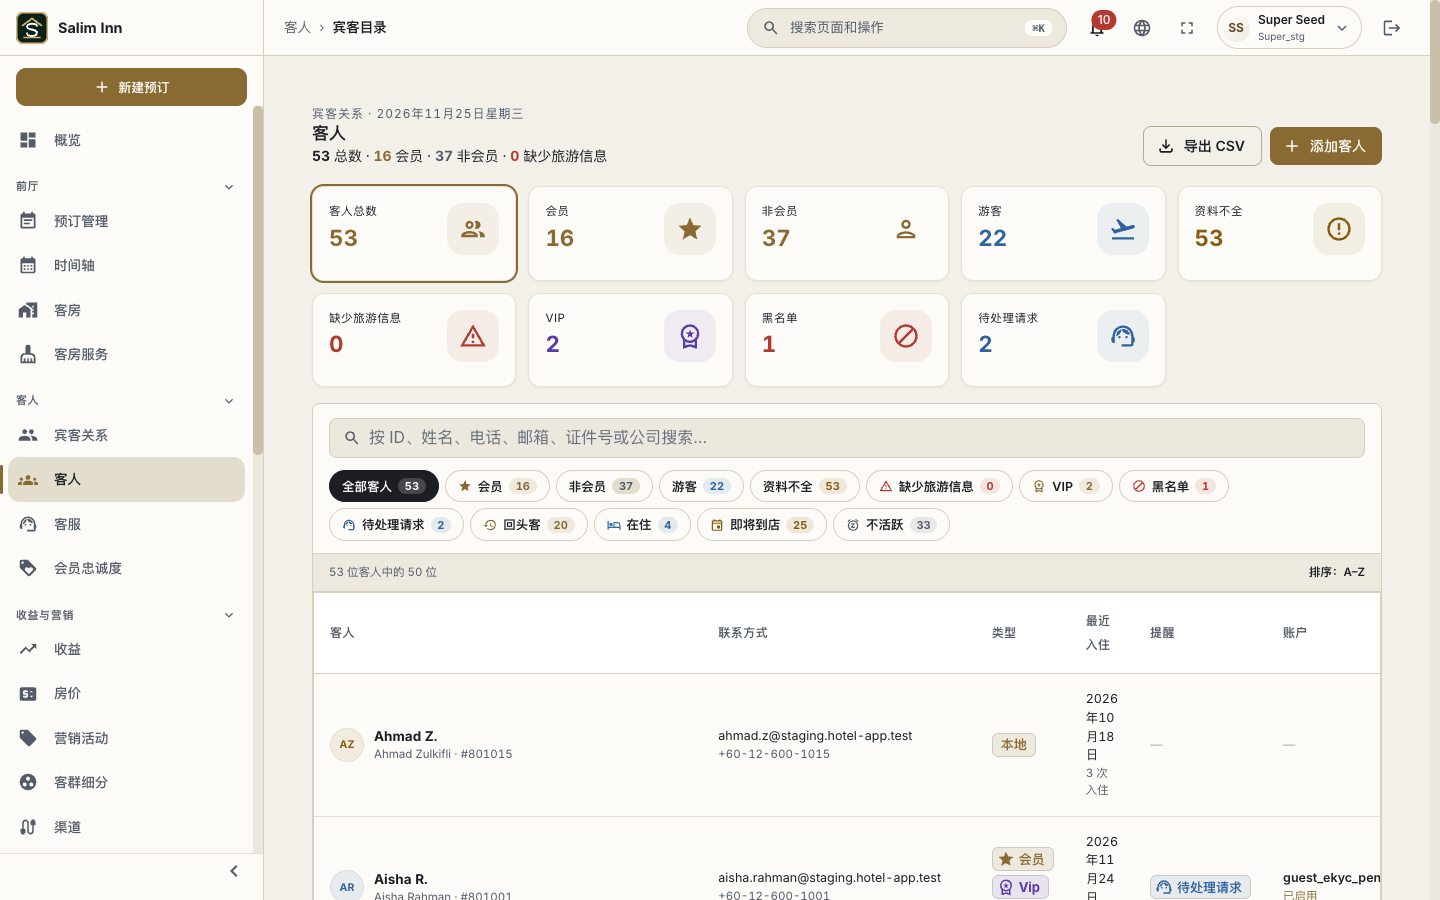 Salim Inn
客人 › 宾客目录
搜索页面和操作
⌘K
10
SS
Super Seed
Super_stg
新建预订
概览
前厅
预订管理
时间轴
客房
客房服务
客人
宾客关系
客人
客服
会员忠诚度
收益与营销
收益
房价
营销活动
客群细分
渠道
宾客关系 · 2026年11月25日星期三
客人
53 总数 · 16 会员 · 37 非会员 · 0 缺少旅游信息
导出 CSV
添加客人
客人总数
53
会员
16
非会员
37
游客
22
资料不全
53
缺少旅游信息
0
VIP
2
黑名单
1
待处理请求
2
按 ID、姓名、电话、邮箱、证件号或公司搜索...
全部客人 53
会员 16
非会员 37
游客 22
资料不全 53
缺少旅游信息 0
VIP 2
黑名单 1
待处理请求 2
回头客 20
在住 4
即将到店 25
不活跃 33
53 位客人中的 50 位
排序：A–Z
客人
联系方式
类型
最近
入住
提醒
账户
AZ
Ahmad Z.
Ahmad Zulkifli · #801015
ahmad.z@staging.hotel-app.test
+60-12-600-1015
本地
2026
年10
月18
日
3 次
入住
—
—
AR
Aisha R.
Aisha Rahman · #801001
aisha.rahman@staging.hotel-app.test
+60-12-600-1001
会员
Vip
2026
年11
月24
日
待处理请求
guest_ekyc_pen
已启用